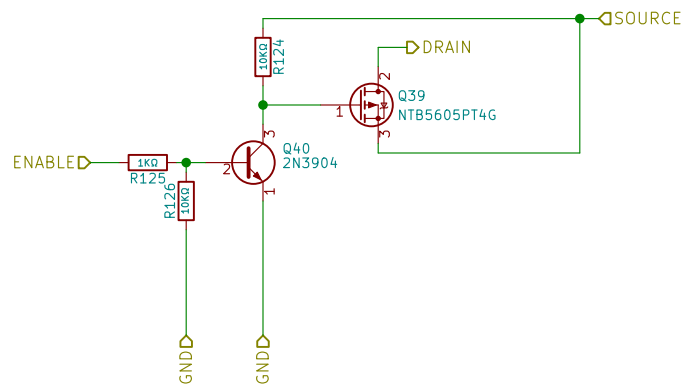 SOURCE
10KΩ
R124
DRAIN
2
Q39
NTB5605PT4G
1
3
3
Q40
2N3904
ENABLE
1KΩ
R125
2
1
R126
10KΩ
GND
GND